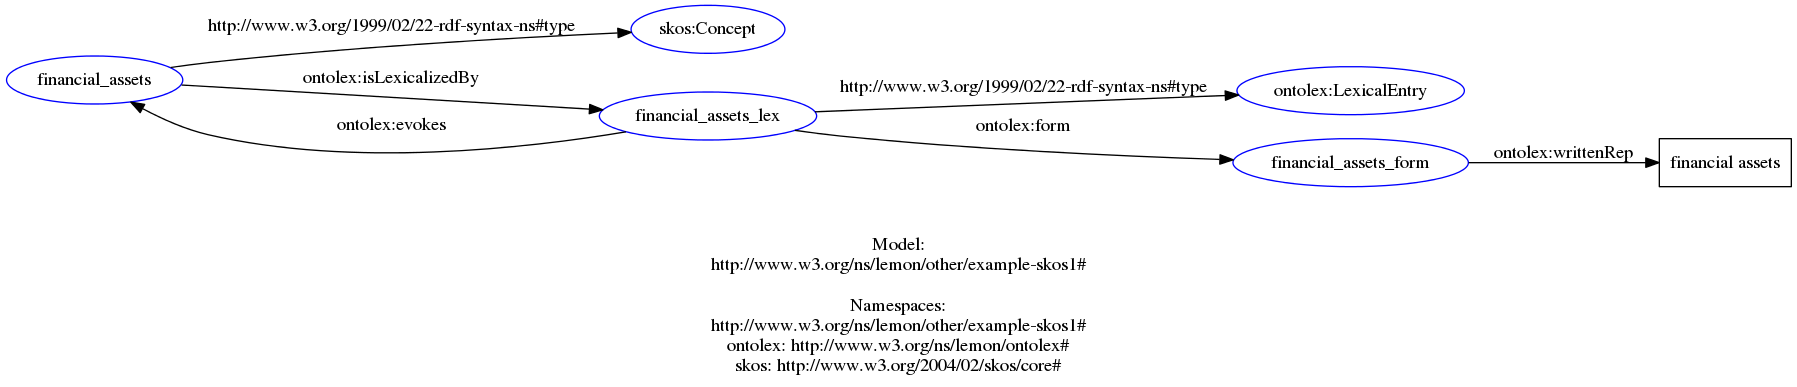 http://www.w3.org/1999/02/22-rdf-syntax-ns#type
skos:Concept
financial_assets
ontolex:isLexicalizedBy
ontolex:evokes
financial_assets_lex
http://www.w3.org/1999/02/22-rdf-syntax-ns#type
ontolex:LexicalEntry
ontolex:form
financial_assets_form
ontolex:writtenRep
financial assets
Model:
http://www.w3.org/ns/lemon/other/example-skos1#
Namespaces:
http://www.w3.org/ns/lemon/other/example-skos1#
ontolex: http://www.w3.org/ns/lemon/ontolex#
skos: http://www.w3.org/2004/02/skos/core#